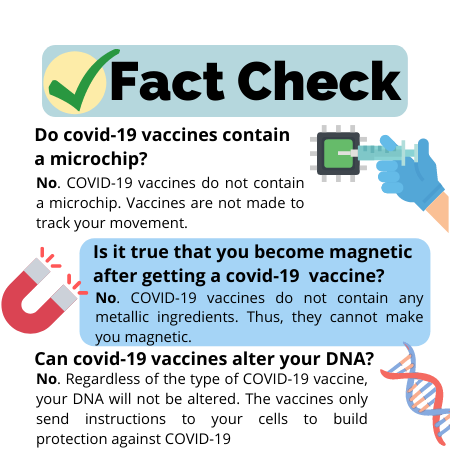 Fact Check
Do covid-19 vaccines contain
a microchip?
No. COVID-19 vaccines do not contain
a microchip. Vaccines are not made to
track your movement.
Is it true that you become magnetic
after getting a covid-19 vaccine?
No. COVID-19 vaccines do not contain any
metallic ingredients. Thus, they cannot make
you magnetic.
Can covid-19 vaccines alter your DNA?
No. Regardless of the type of COVID-19 vaccine,
your DNA will not be altered. The vaccines only
send instructions to your cells to build
protection against COVID-19